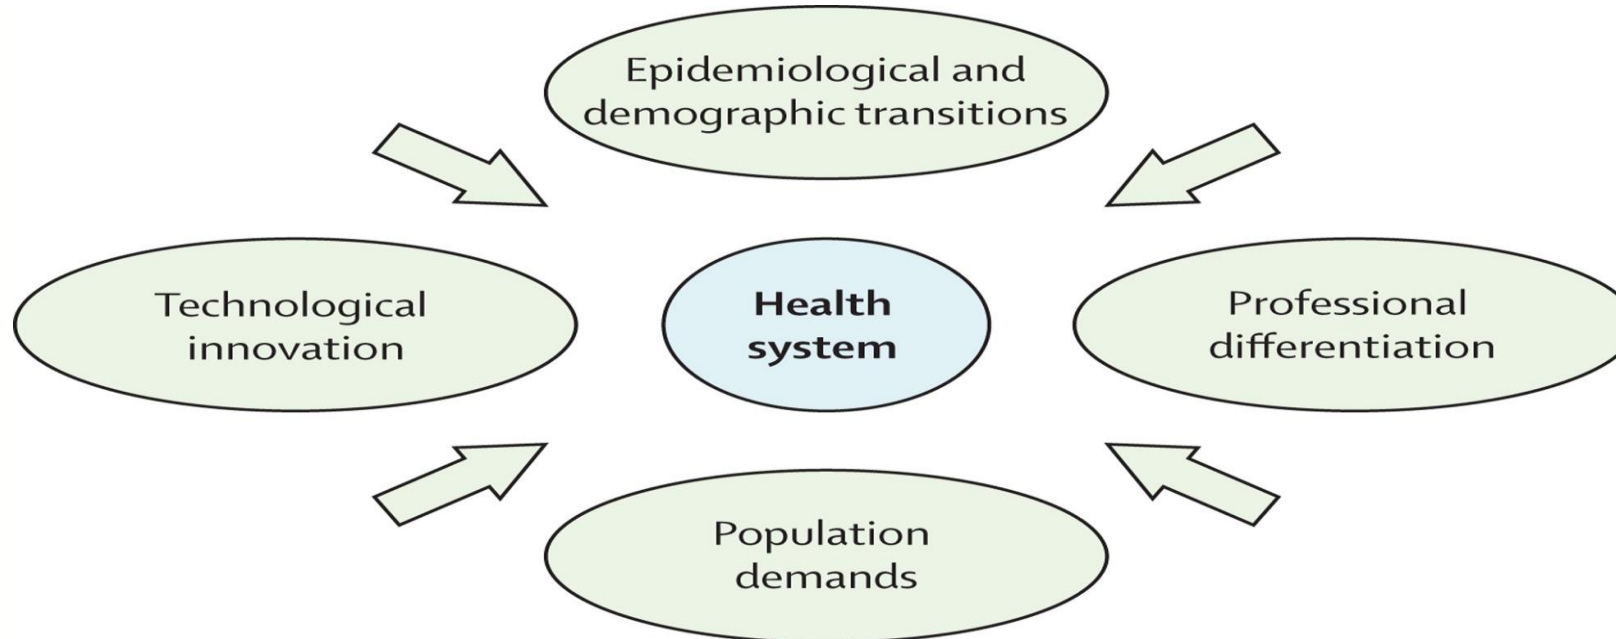 Epidemiological and
demographic transitions
Technological
innovation
Health
system
Professional
differentiation
Population
demands